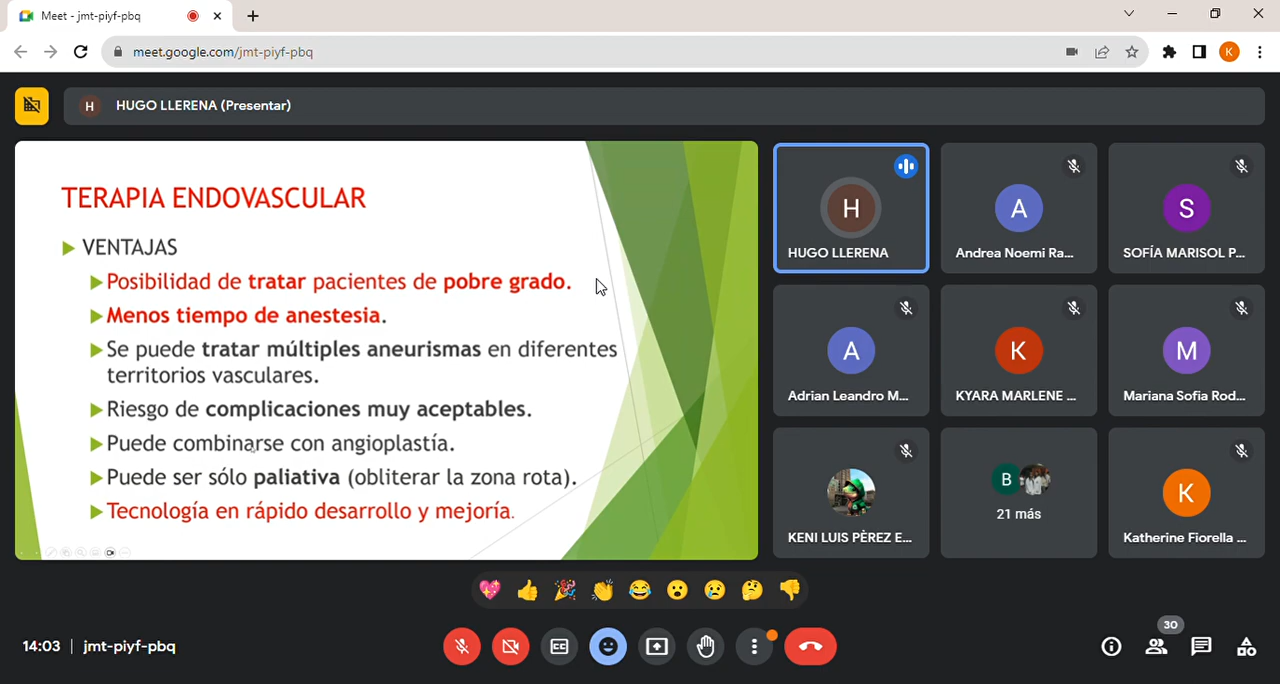 Meet - jmt-piyf-pbq
meet.google.com/jmt-piyf-pbq
K
H HUGO LLERENA (Presentar)
TERAPIA ENDOVASCULAR
VENTAJAS
Posibilidad de tratar pacientes de pobre grado.
Menos tiempo de anestesia.
Se puede tratar múltiples aneurismas en diferentes
territorios vasculares.
Riesgo de complicaciones muy aceptables.
Puede combinarse con angioplastía.
Puede ser sólo paliativa (obliterar la zona rota).
Tecnología en rápido desarrollo y mejoría.
H
HUGO LLERENA
A
Andrea Noemi Ra...
S
SOFÍA MARISOL P...
A
Adrian Leandro M...
K
KYARA MARLENE ...
M
Mariana Sofia Rod...
KENI LUIS PÈREZ E...
B
21 más
K
Katherine Fiorella ...
14:03 | jmt-piyf-pbq
CC
30